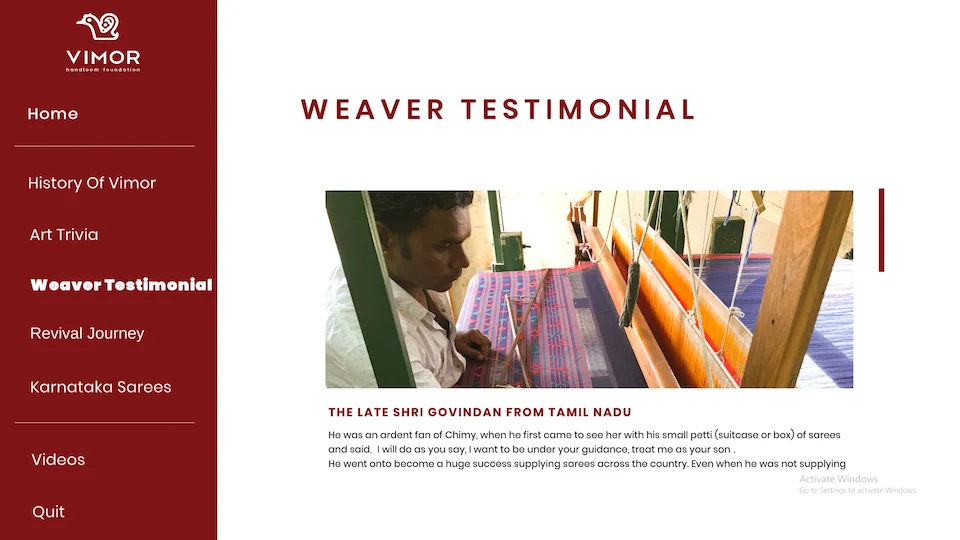 VIMOR
handloom foundation
Home
History Of Vimor
Art Trivia
Weaver Testimonial
Revival Journey
Karnataka Sarees
Videos
Quit
WEAVER TESTIMONIAL
THE LATE SHRI GOVINDAN FROM TAMIL NADU
He was an ardent fan of Chimy, when he first came to see her with his small petti (suitcase or box) of sarees
and said,  I will do as you say, I want to be under your guidance, treat me as your son .
He went onto become a huge success supplying sarees across the country. Even when he was not supplying
Activate Windows
Go to Settings to activate Windows.